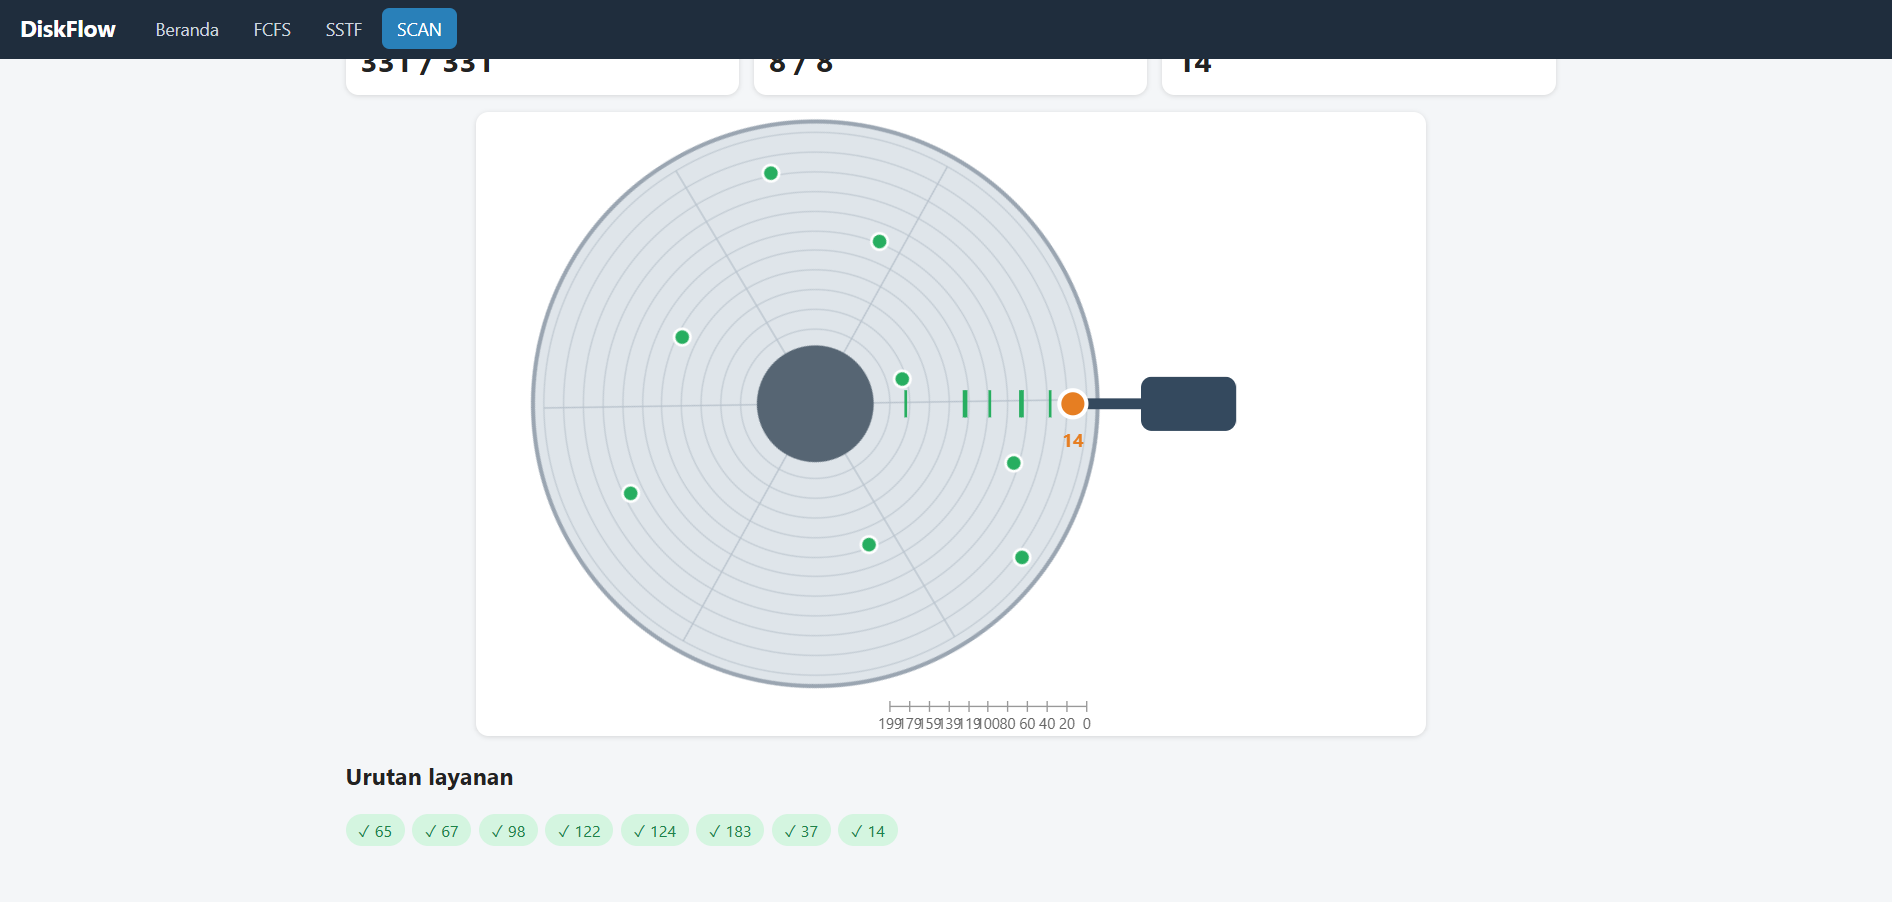 DiskFlow Beranda FCFS SSTF SCAN
331 / 331 8 / 8 14
14
199 179 159 139 119 100 80 60 40 20 0
Urutan layanan
✓ 65 ✓ 67 ✓ 98 ✓ 122 ✓ 124 ✓ 183 ✓ 37 ✓ 14